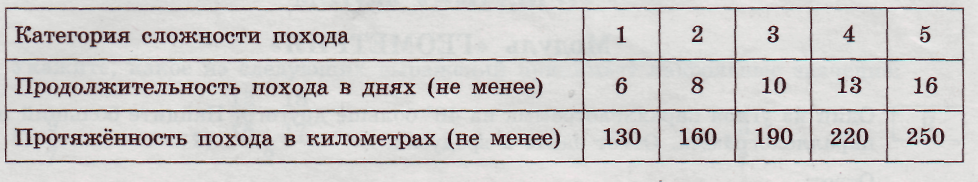 Категория сложности похода 1 2 3 4 5
Продолжительность похода в днях (не менее) 6 8 10 13 16
Протяжённость похода в километрах (не менее) 130 160 190 220 250